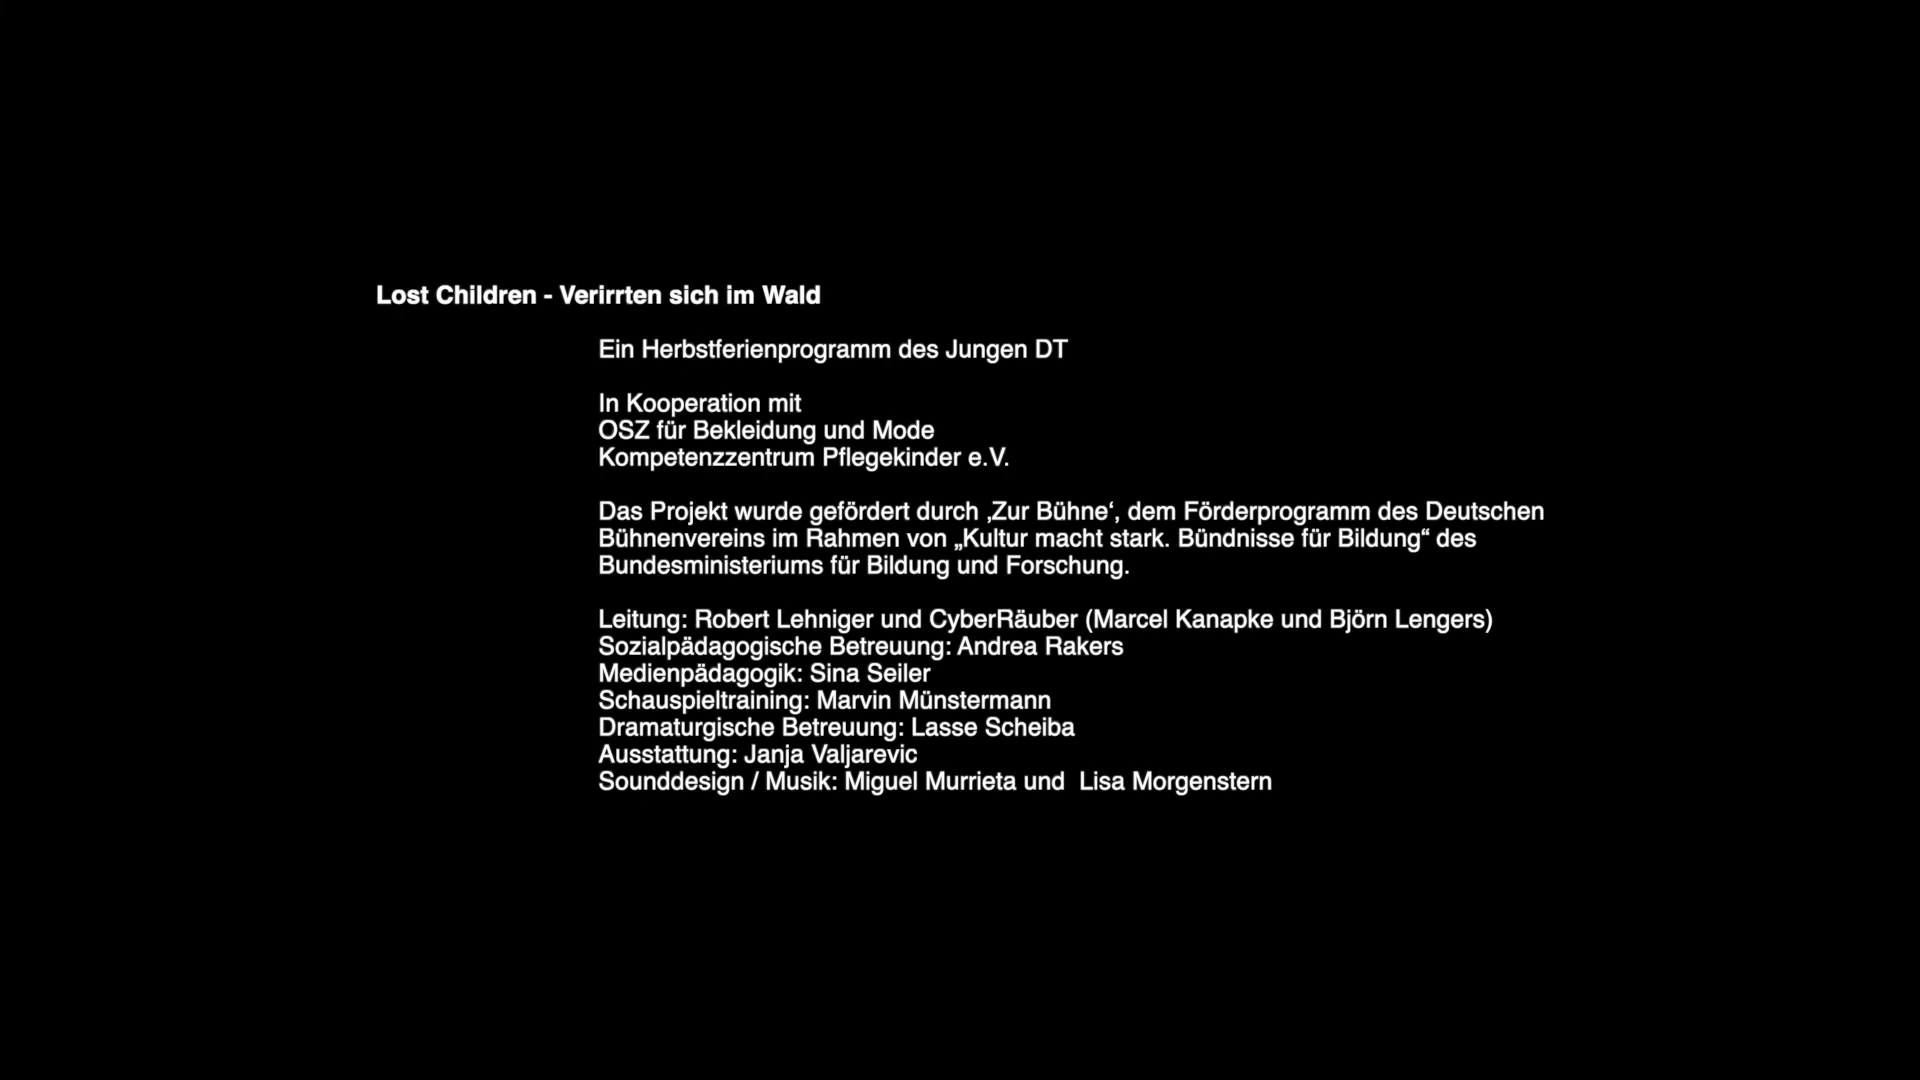 Lost Children - Verirrten sich im Wald
Ein Herbstferienprogramm des Jungen DT
In Kooperation mit
OSZ für Bekleidung und Mode
Kompetenzzentrum Pflegekinder e.V.
Das Projekt wurde gefördert durch ‚Zur Bühne‘, dem Förderprogramm des Deutschen
Bühnenvereins im Rahmen von „Kultur macht stark. Bündnisse für Bildung“ des
Bundesministeriums für Bildung und Forschung.
Leitung: Robert Lehniger und CyberRäuber (Marcel Kanapke und Björn Lengers)
Sozialpädagogische Betreuung: Andrea Rakers
Medienpädagogik: Sina Seiler
Schauspieltraining: Marvin Münstermann
Dramaturgische Betreuung: Lasse Scheiba
Ausstattung: Janja Valjarevic
Sounddesign / Musik: Miguel Murrieta und  Lisa Morgenstern